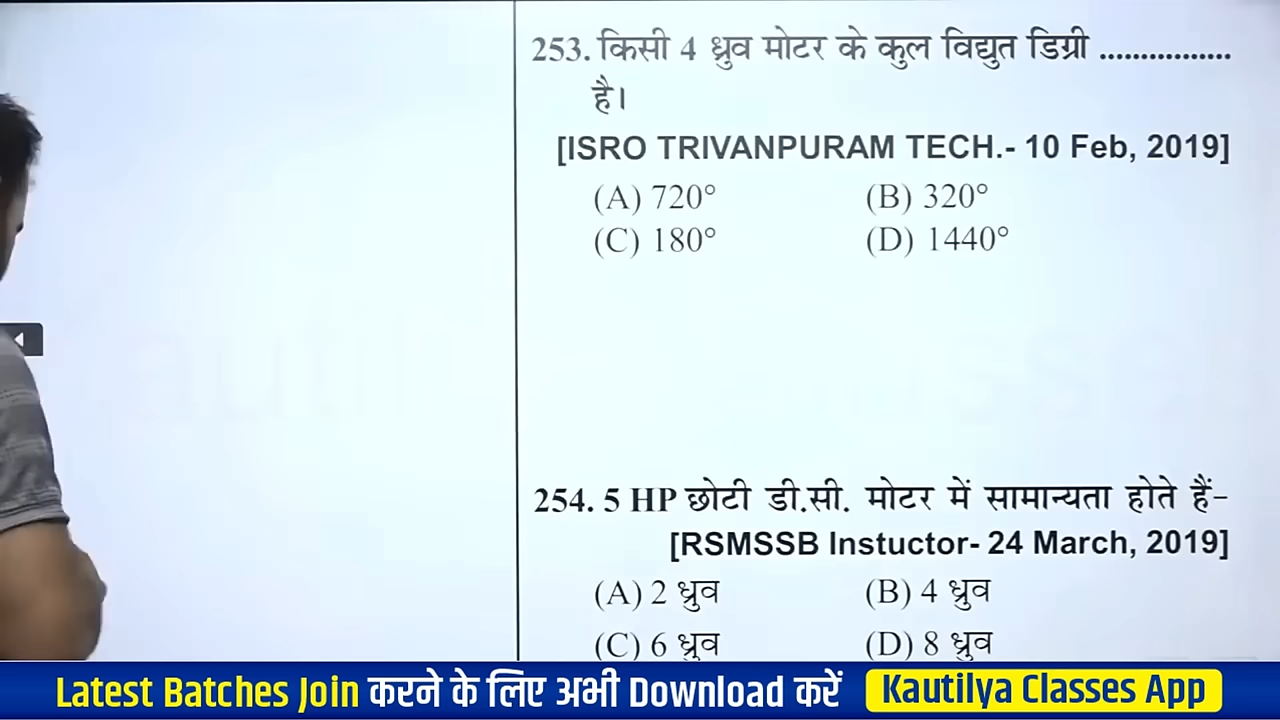 253. किसी 4 ध्रुव मोटर के कुल विद्युत डिग्री ................
है।
[ISRO TRIVANPURAM TECH.- 10 Feb, 2019]
(A) 720° (B) 320°
(C) 180° (D) 1440°
254. 5 HP छोटी डी.सी. मोटर में सामान्यता होते हैं-
[RSMSSB Instuctor- 24 March, 2019]
(A) 2 ध्रुव (B) 4 ध्रुव
(C) 6 ध्रुव (D) 8 ध्रुव
Latest Batches Join करने के लिए अभी Download करें Kautilya Classes App